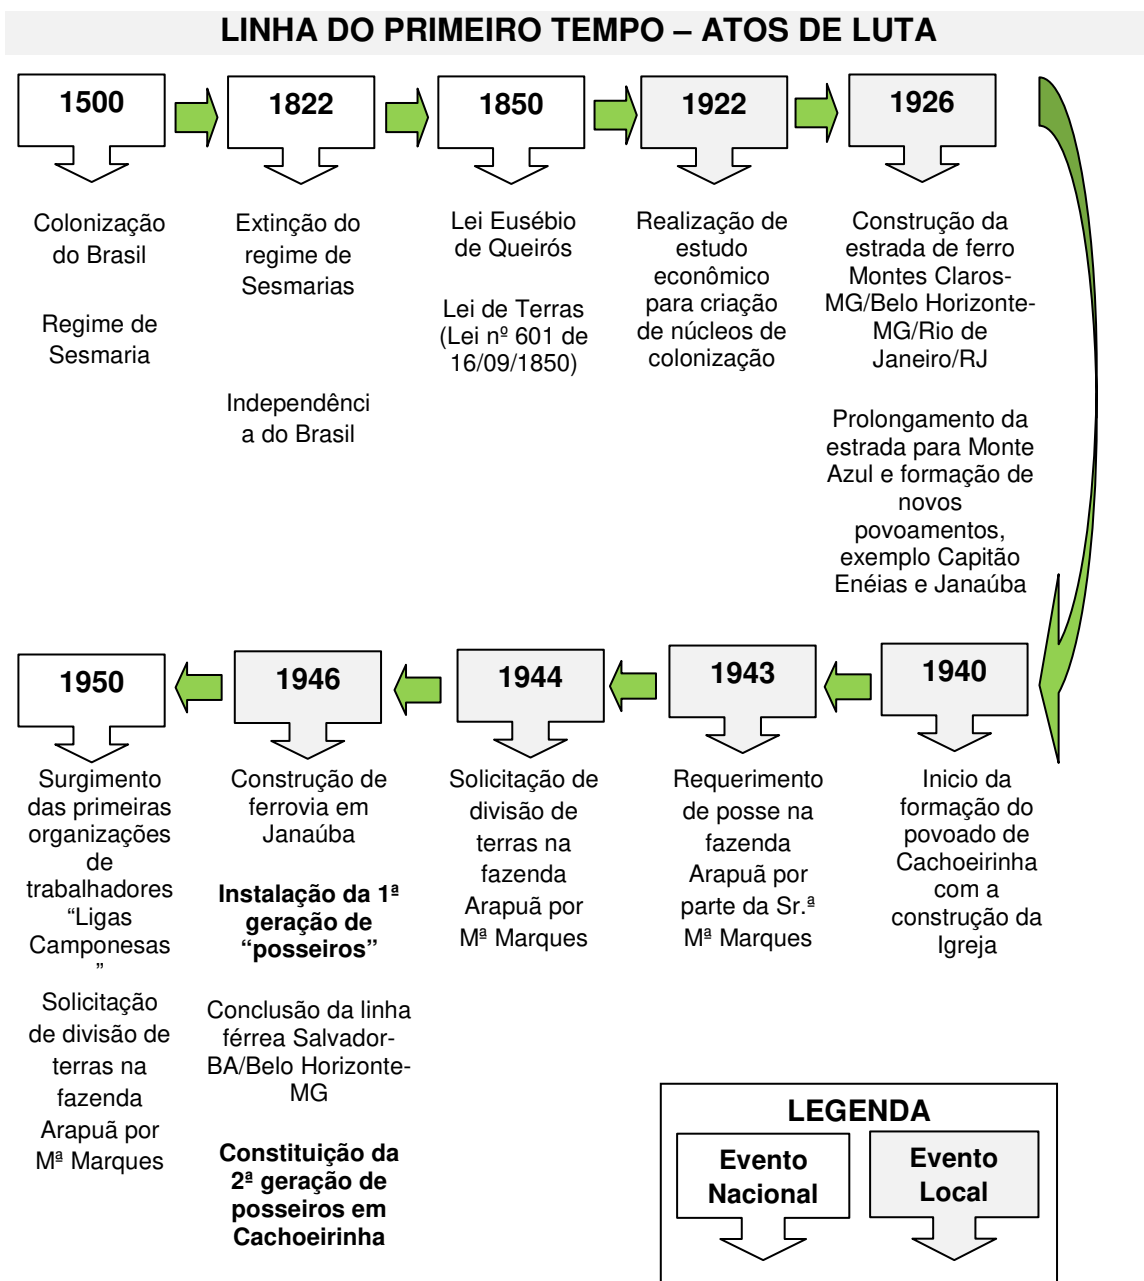 LINHA DO PRIMEIRO TEMPO – ATOS DE LUTA
1500
Colonização
do Brasil
Regime de
Sesmaria
1822
Extinção do
regime de
Sesmarias
Independênci
a do Brasil
1850
Lei Eusébio
de Queirós
Lei de Terras
(Lei nº 601 de
16/09/1850)
1922
Realização de
estudo
econômico
para criação
de núcleos de
colonização
1926
Construção da
estrada de ferro
Montes Claros-
MG/Belo Horizonte-
MG/Rio de
Janeiro/RJ
Prolongamento da
estrada para Monte
Azul e formação de
novos
povoamentos,
exemplo Capitão
Enéias e Janaúba
1940
Inicio da
formação do
povoado de
Cachoeirinha
com a
construção da
Igreja
1943
Requerimento
de posse na
fazenda
Arapuã por
parte da Sr.ª
Mª Marques
1944
Solicitação de
divisão de
terras na
fazenda
Arapuã por
Mª Marques
1946
Construção de
ferrovia em
Janaúba
Instalação da 1ª
geração de
“posseiros”
Conclusão da linha
férrea Salvador-
BA/Belo Horizonte-
MG
Constituição da
2ª geração de
posseiros em
Cachoeirinha
1950
Surgimento
das primeiras
organizações
de
trabalhadores
“Ligas
Camponesas
”
Solicitação
de divisão de
terras na
fazenda
Arapuã por
Mª Marques
LEGENDA
Evento
Nacional
Evento
Local